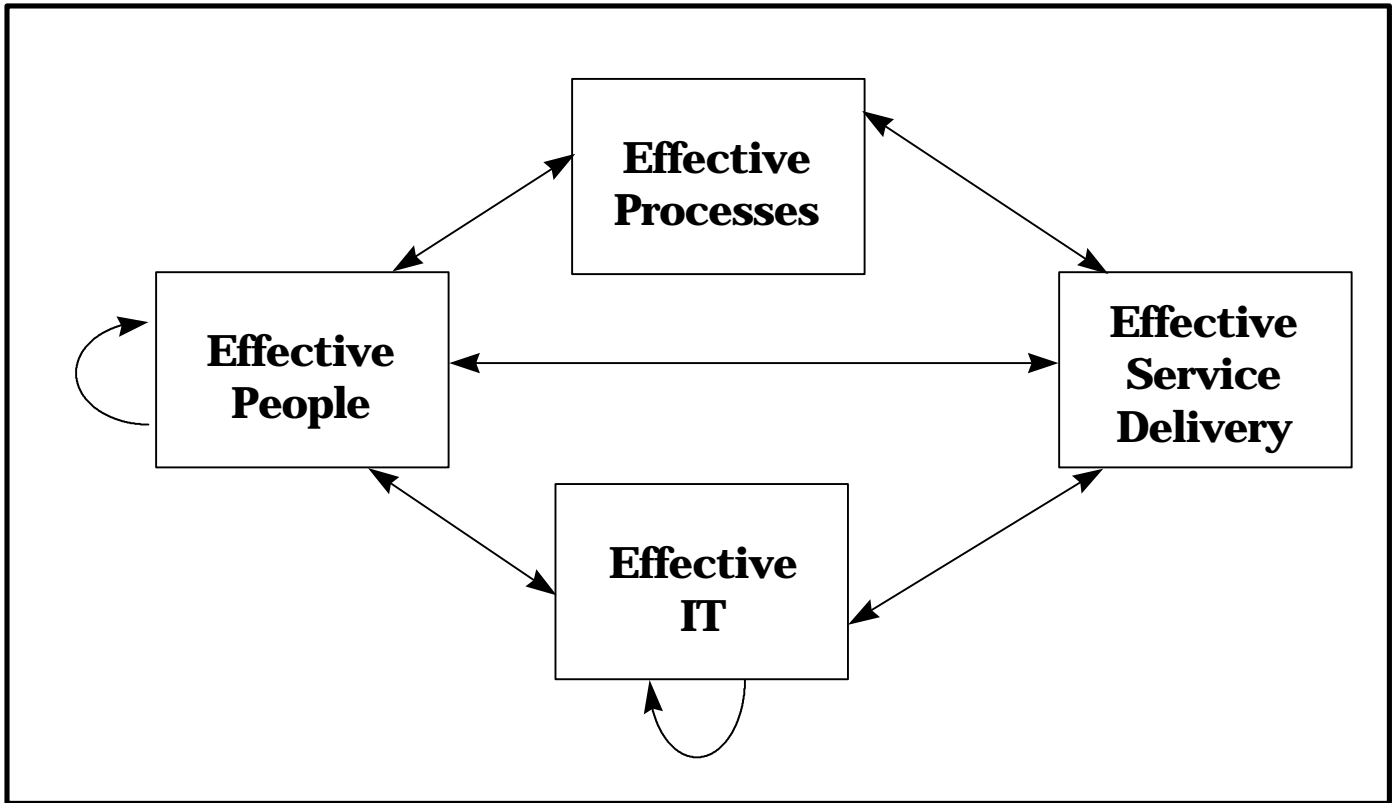 Effective
Processes
Effective
People
Effective
Service
Delivery
Effective
IT